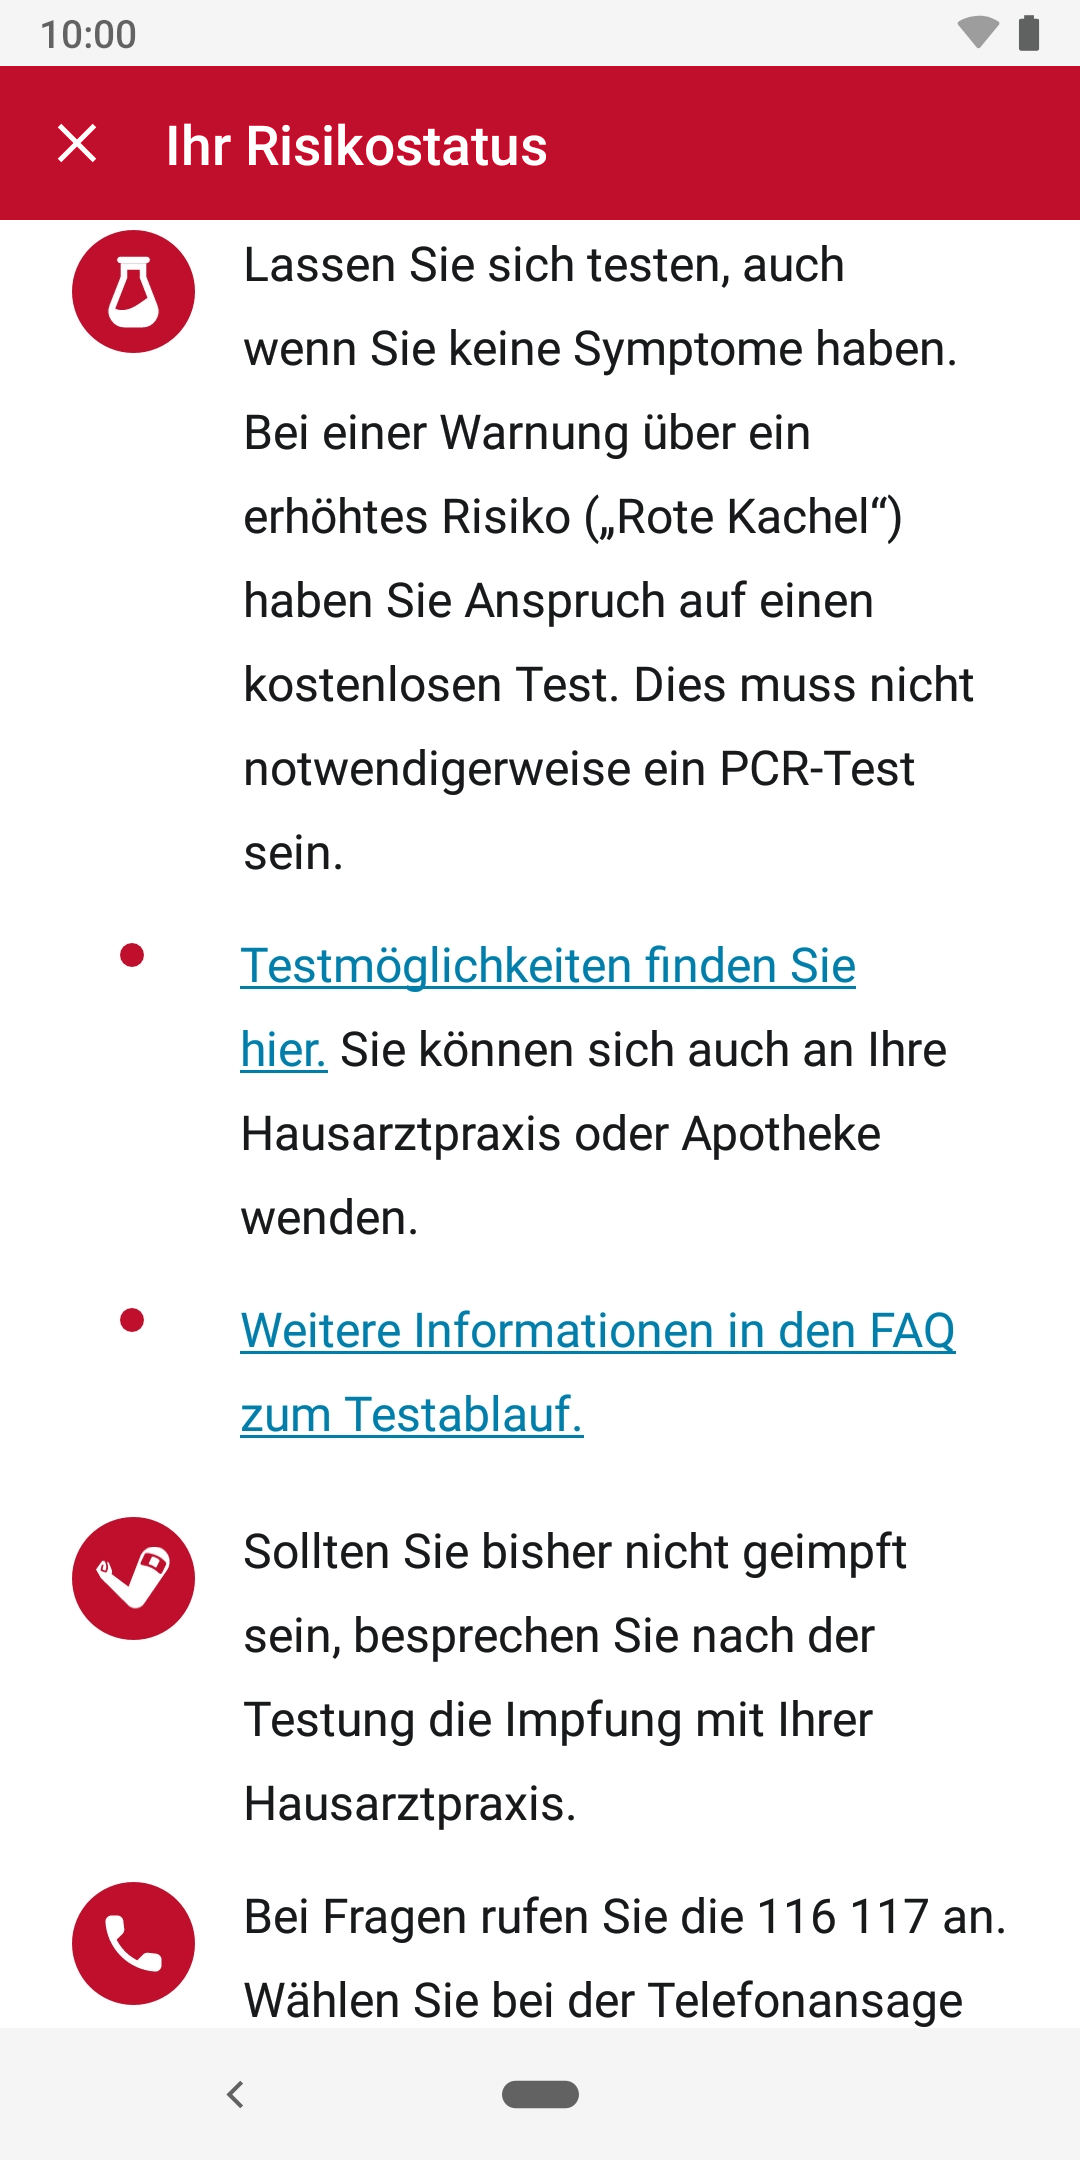 10:00
Ihr Risikostatus
Lassen Sie sich testen, auch
wenn Sie keine Symptome haben.
Bei einer Warnung über ein
erhöhtes Risiko („Rote Kachel“)
haben Sie Anspruch auf einen
kostenlosen Test. Dies muss nicht
notwendigerweise ein PCR-Test
sein.
Testmöglichkeiten finden Sie
hier. Sie können sich auch an Ihre
Hausarztpraxis oder Apotheke
wenden.
Weitere Informationen in den FAQ
zum Testablauf.
Sollten Sie bisher nicht geimpft
sein, besprechen Sie nach der
Testung die Impfung mit Ihrer
Hausarztpraxis.
Bei Fragen rufen Sie die 116 117 an.
Wählen Sie bei der Telefonansage